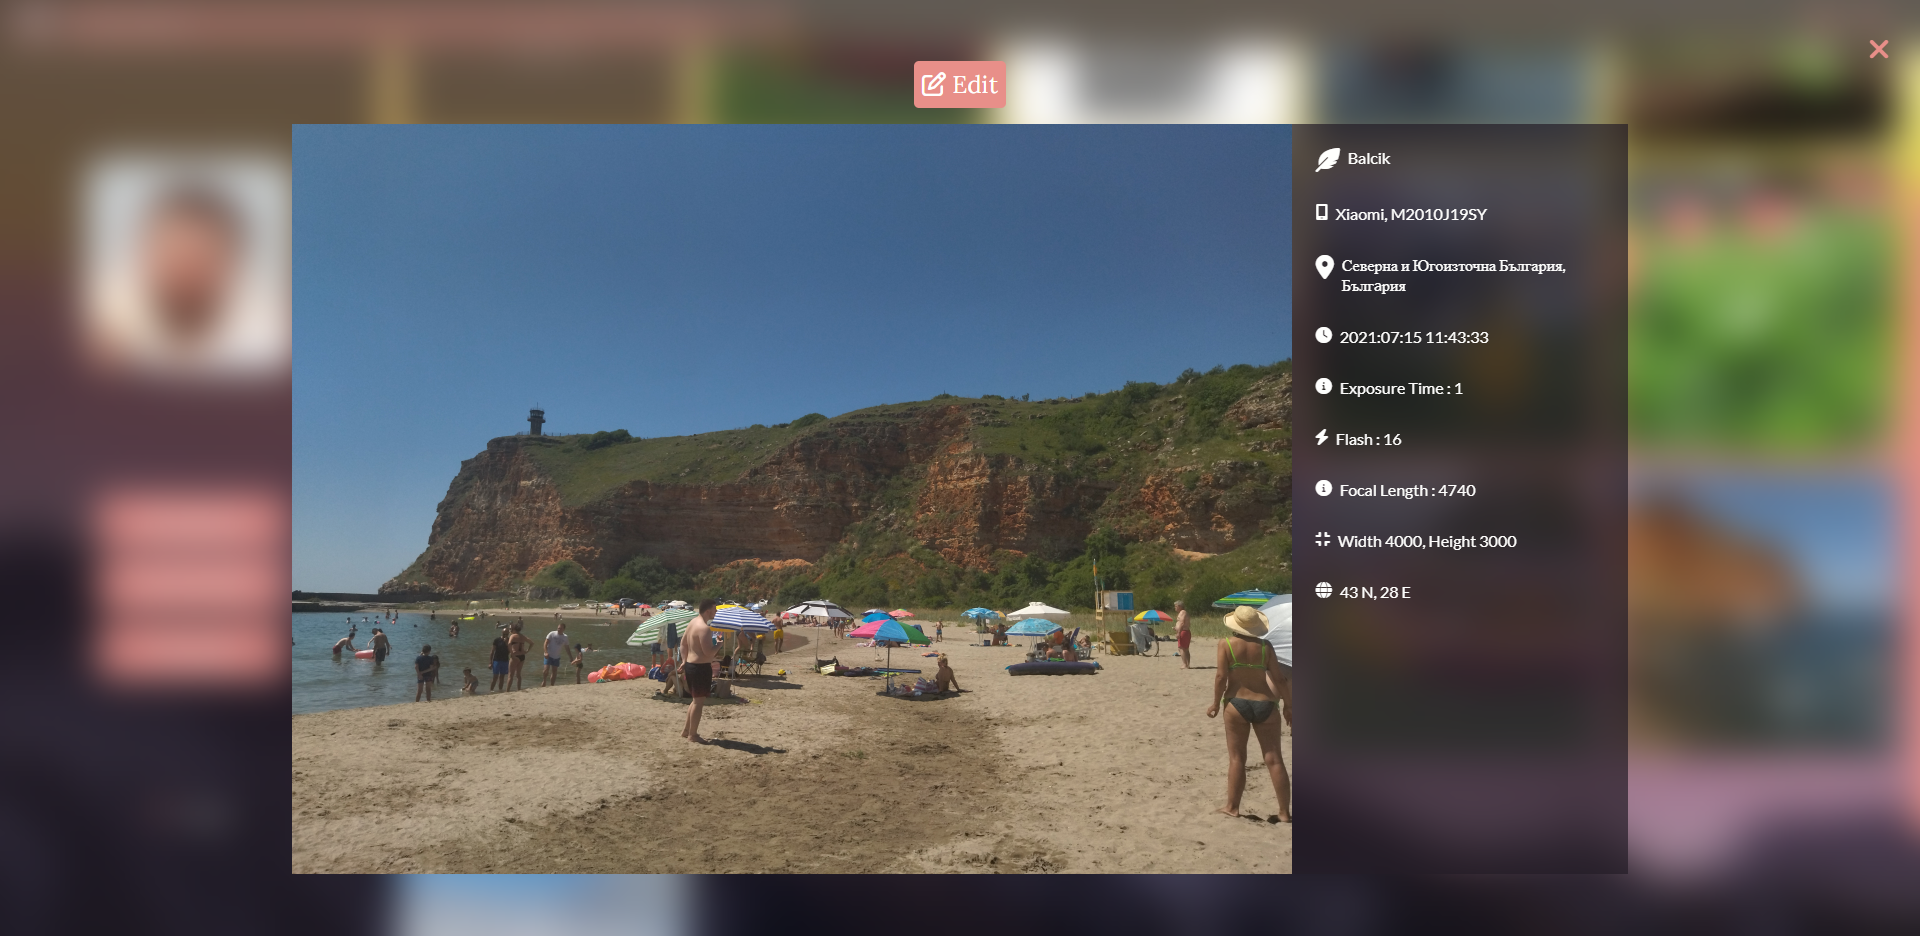 Edit
Balcik
Xiaomi, M2010J19SY
Северна и Югоизточна България,
България
2021:07:15 11:43:33
Exposure Time : 1
Flash : 16
Focal Length : 4740
Width 4000, Height 3000
43 N, 28 E